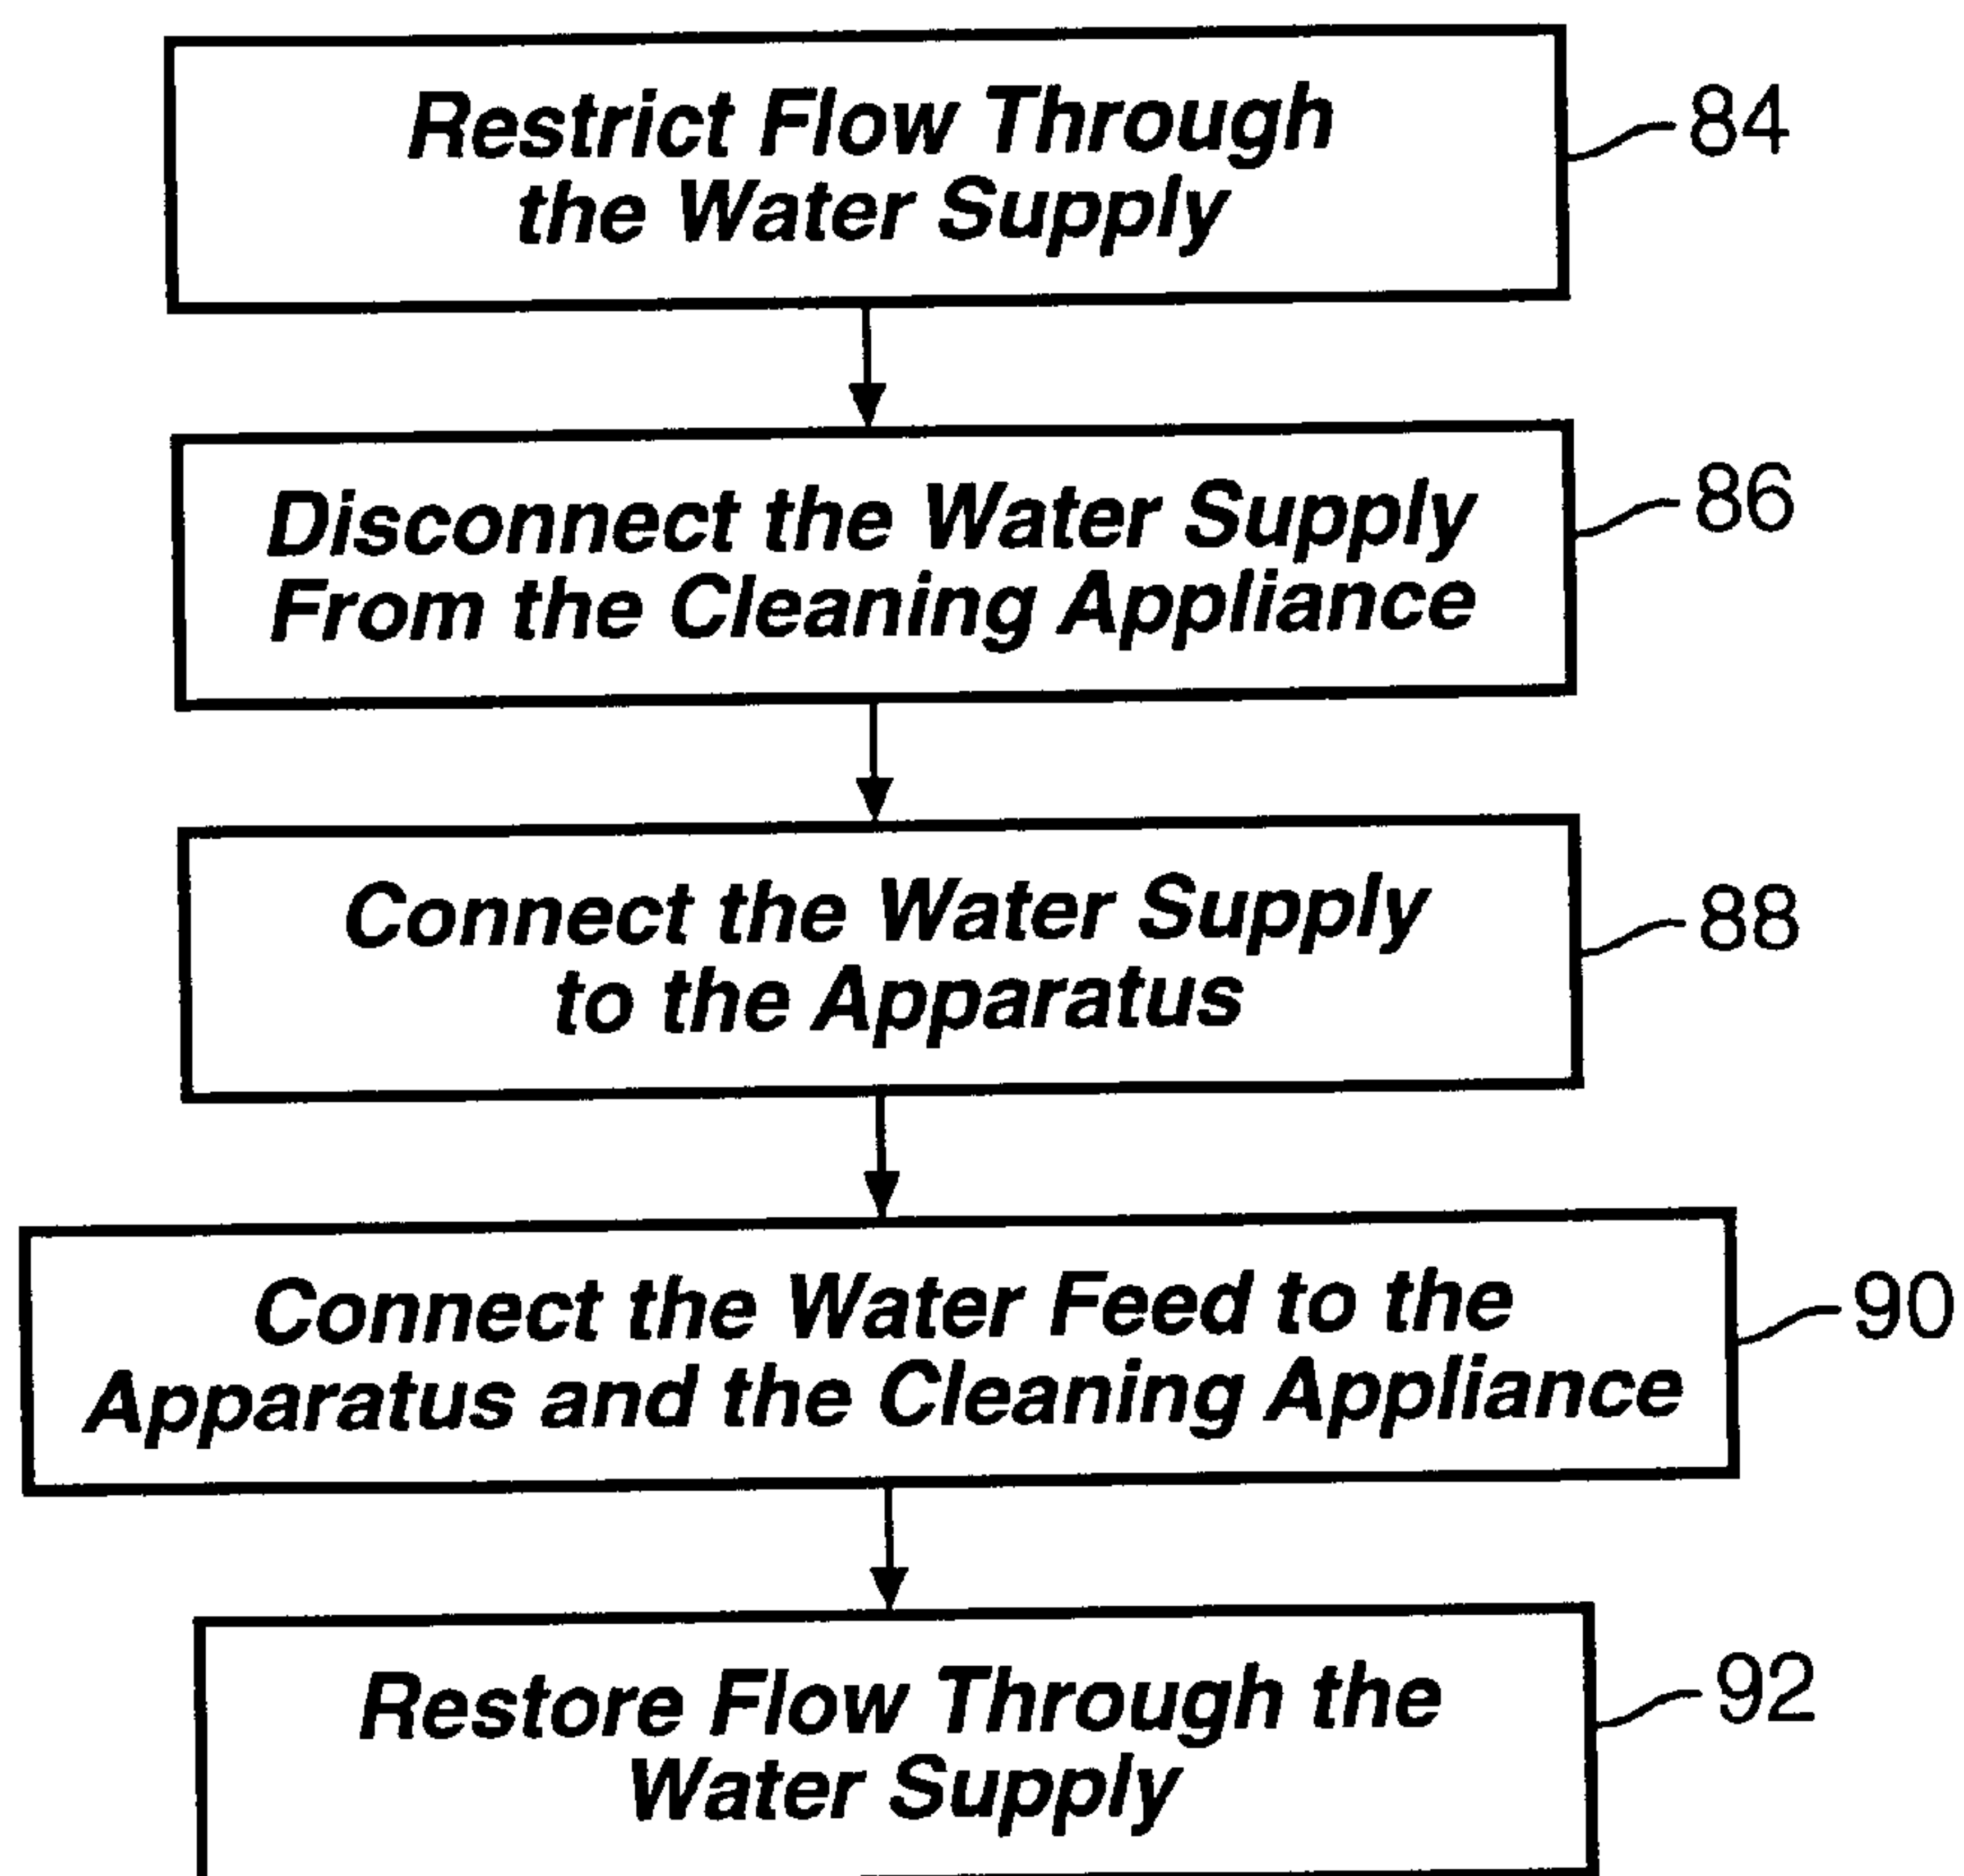 Restrict Flow Through
the Water Supply
84
Disconnect the Water Supply
From the Cleaning Appliance
86
Connect the Water Supply
to the Apparatus
88
Connect the Water Feed to the
Apparatus and the Cleaning Appliance
90
Restore Flow Through the
Water Supply
92